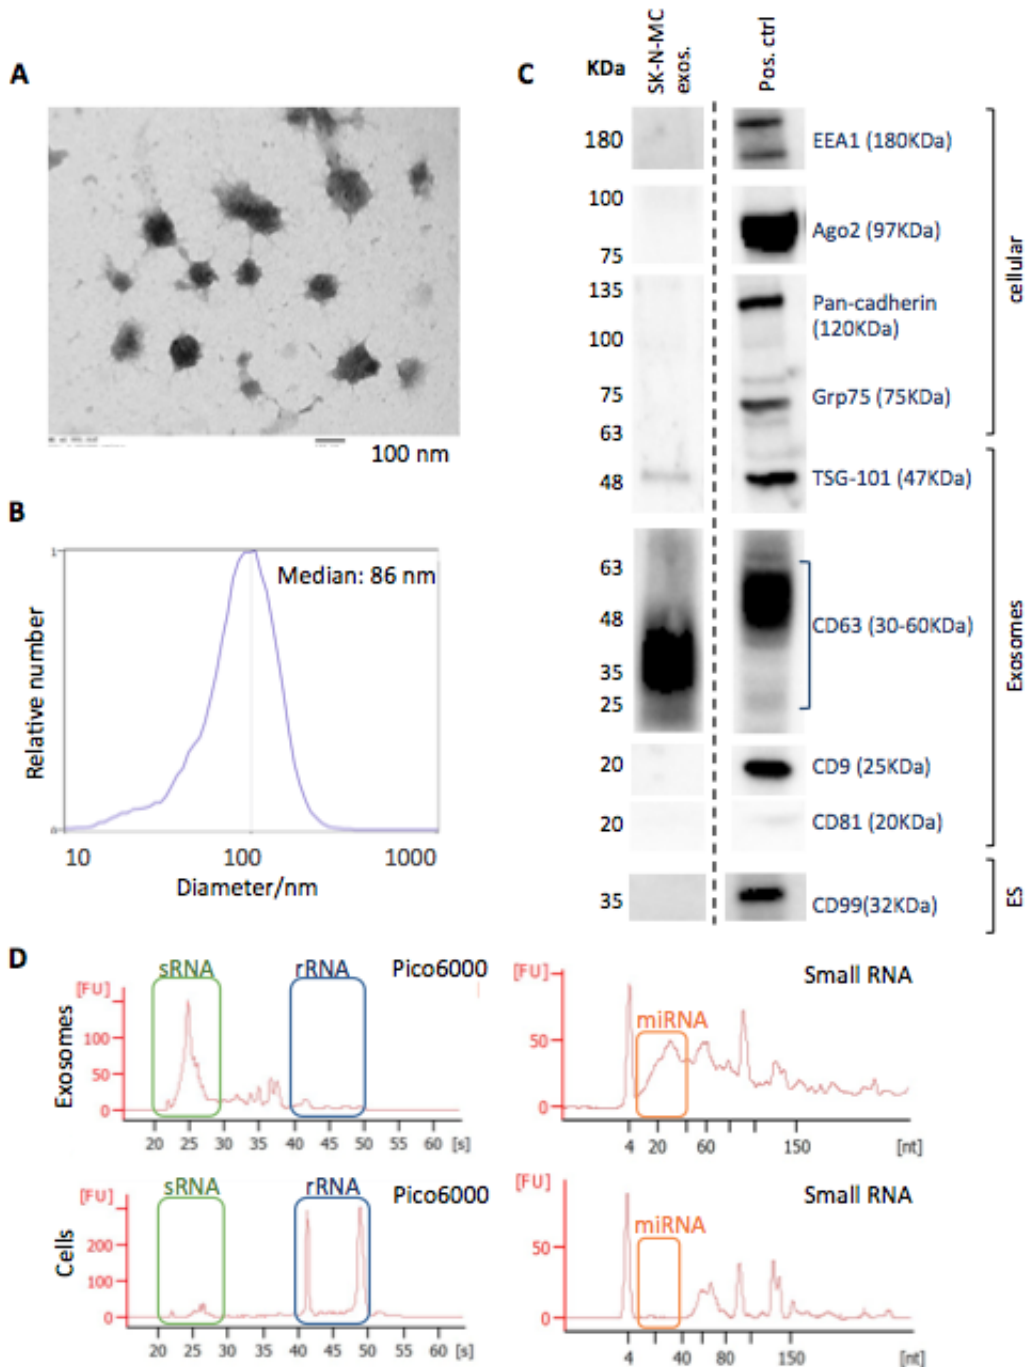 A
100 nm
B
1
Median: 86 nm
Relative number
0
10
100
1000
Diameter/nm
C
KDa
SK-N-MC
exos.
Pos. ctrl
180
EEA1 (180KDa)
100
Ago2 (97KDa)
75
135
Pan-cadherin
(120KDa)
100
75
Grp75 (75KDa)
63
48
TSG-101 (47KDa)
63
48
CD63 (30-60KDa)
35
25
20
CD9 (25KDa)
20
CD81 (20KDa)
35
CD99(32KDa)
cellular
Exosomes
ES
D
Exosomes
[FU]
sRNA
rRNA
Pico6000
100
50
0
20 25 30 35 40 45 50 55 60 [s]
[FU]
Small RNA
miRNA
50
0
4 20 60 150 [nt]
Cells
[FU]
sRNA
rRNA
Pico6000
200
100
0
20 25 30 35 40 45 50 55 60 [s]
[FU]
Small RNA
miRNA
50
0
4 40 80 150 [nt]